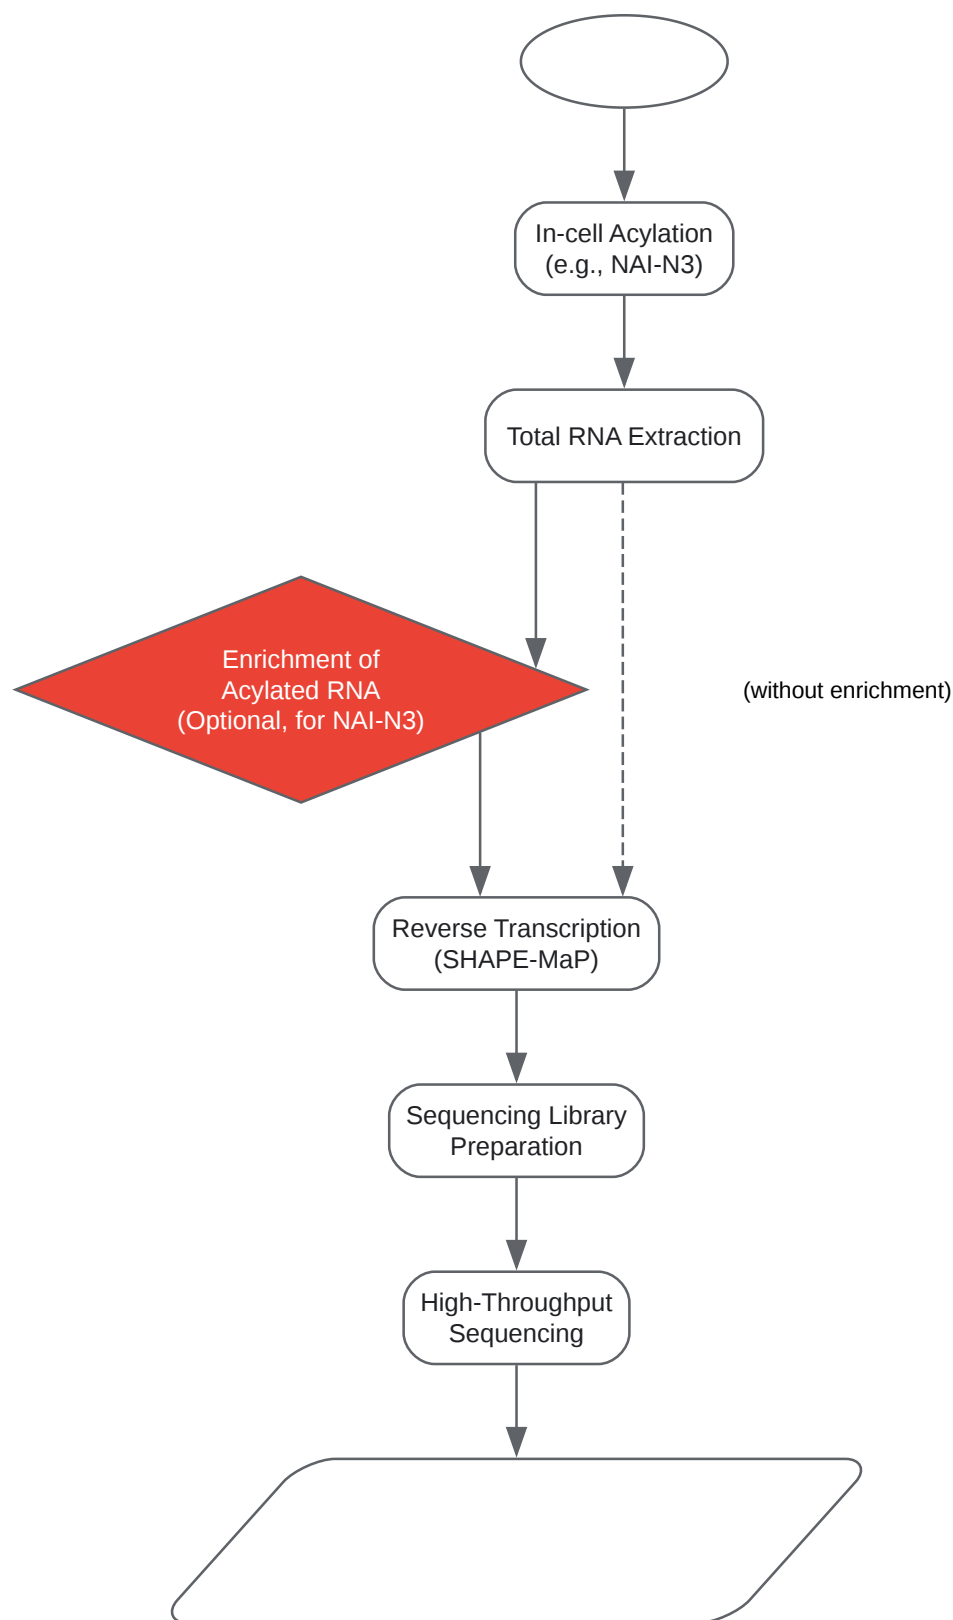 In-cell Acylation
(e.g., NAI-N3)
Total RNA Extraction
Enrichment of
Acylated RNA
(Optional, for NAI-N3)
(without enrichment)
Reverse Transcription
(SHAPE-MaP)
Sequencing Library
Preparation
High-Throughput
Sequencing